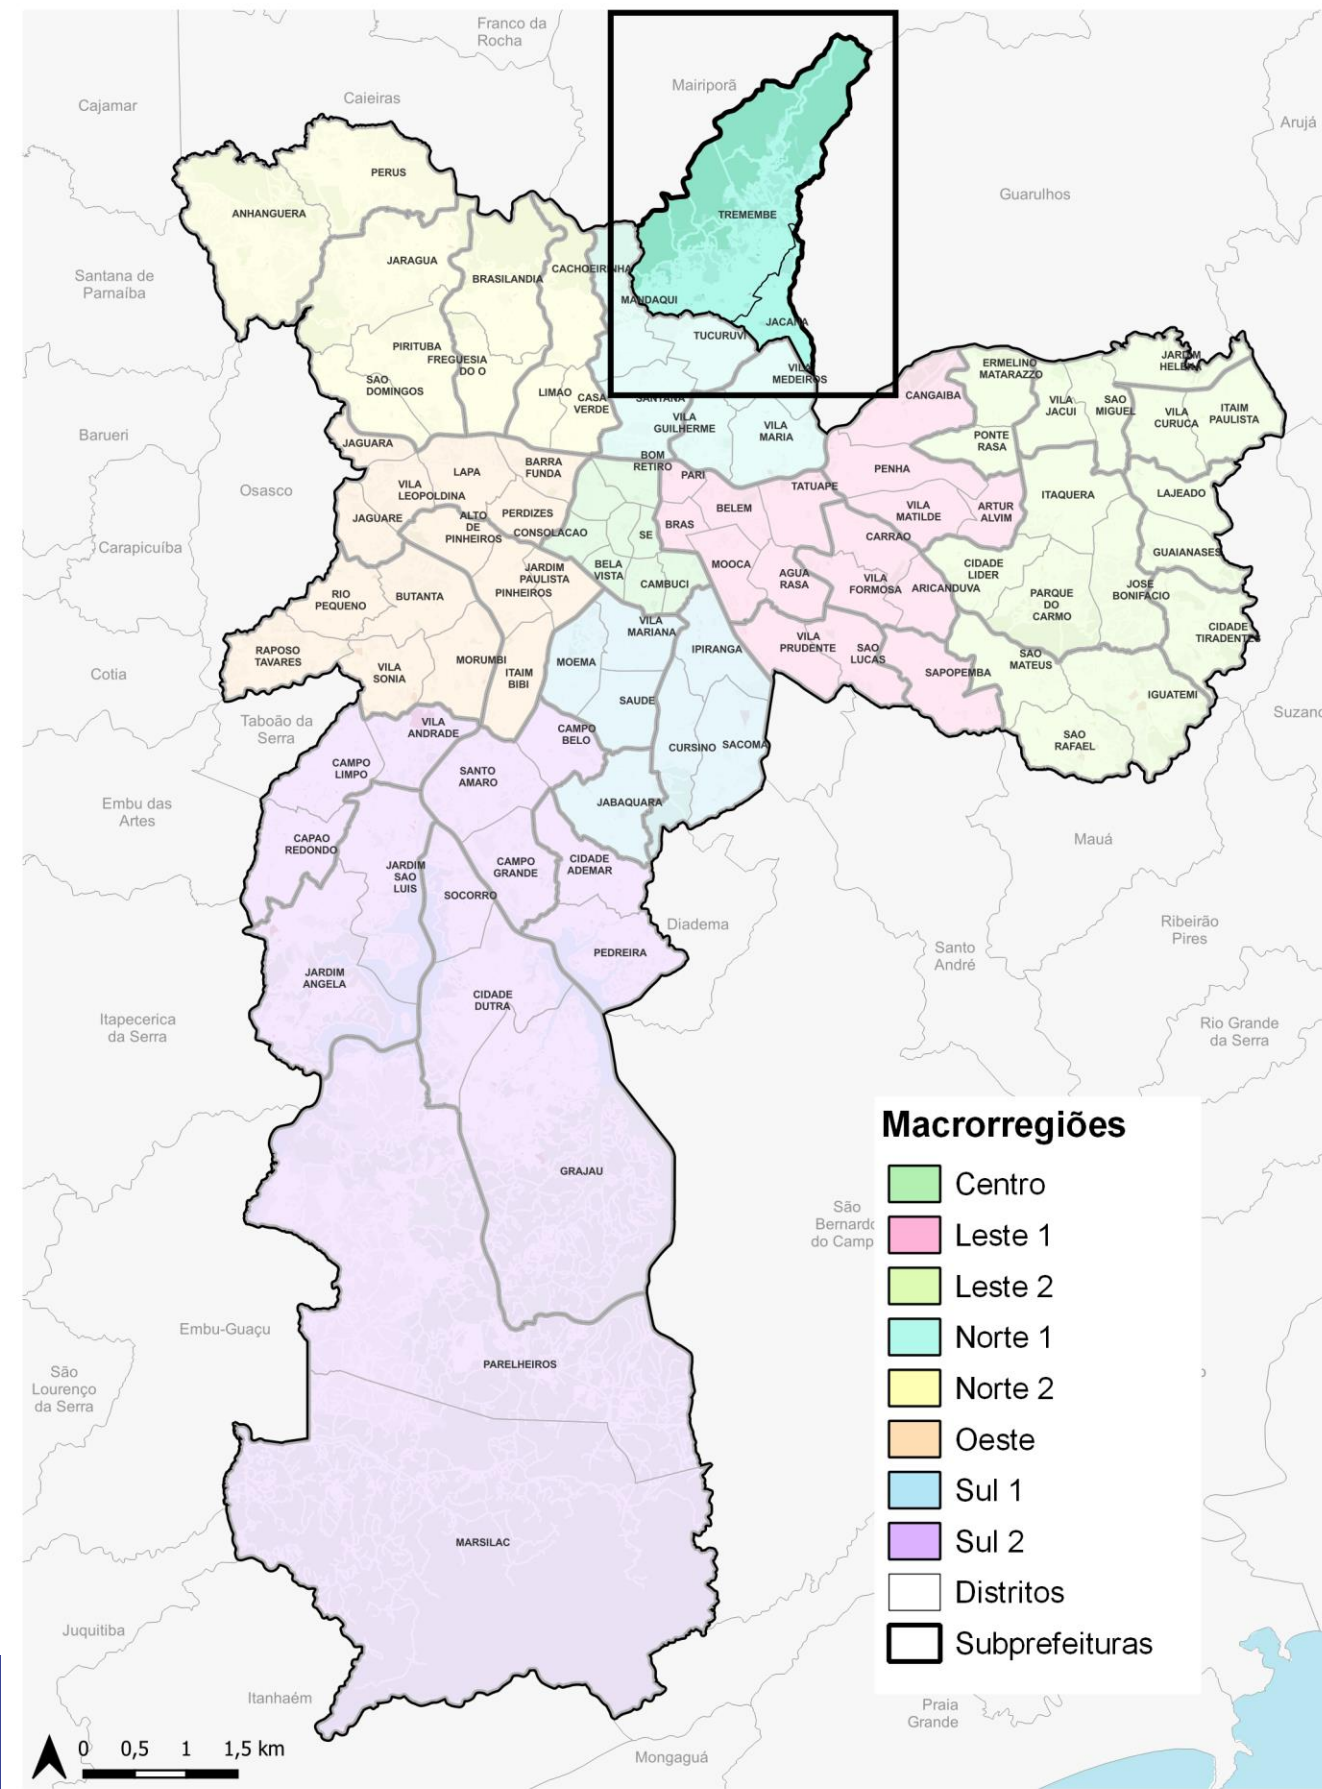 Franco da
Rocha
Mairiporã
Caieiras
Cajamar
Arujá
Guarulhos
PERUS
ANHANGUERA
TREMEMBE
JARAGUA
CACHOEIRINHA
BRASILANDIA
Santana de
Parnaíba
MANDAQUI
JACANA
TUCURUVI
PIRITUBA
FREGUESIA
DO O
SAO
DOMINGOS
VILA
MEDEIROS
LIMAO
CASA
VERDE
SANTANA
VILA
GUILHERME
VILA
MARIA
CANGAIBA
ERMELINO
MATARAZZO
JARDIM
HELENA
VILA
JACUI
SAO
MIGUEL
VILA
CURUCA
ITAIM
PAULISTA
Barueri
JAGUARA
PONTE
RASA
BOM
RETIRO
BARRA
FUNDA
LAPA
PARI
PENHA
Osasco
VILA
LEOPOLDINA
TATUAPE
ITAQUERA
LAJEADO
JAGUARE
ALTO
DE
PINHEIROS
PERDIZES
CONSOLACAO
SE
BRAS
BELEM
VILA
MATILDE
ARTUR
ALVIM
CARRAO
Carapicuíba
GUAIANASES
BELA
VISTA
CAMBUCI
MOOCA
AGUA
RASA
VILA
FORMOSA
ARICANDUVA
CIDADE
LIDER
PARQUE
DO
CARMO
JOSE
BONIFACIO
JARDIM
PAULISTA
PINHEIROS
RIO
PEQUENO
BUTANTA
VILA
MARIANA
CIDADE
TIRADENTES
RAPOSO
TAVARES
VILA
SONIA
MORUMBI
ITAIM
BIBI
MOEMA
IPIRANGA
VILA
PRUDENTE
SAO
LUCAS
SAPOPEMBA
SAO
MATEUS
IGUATEMI
Cotia
SAUDE
Suzano
Taboão da
Serra
VILA
ANDRADE
CAMPO
BELO
CURSINO
SACOMA
SAO
RAFAEL
CAMPO
LIMPO
SANTO
AMARO
JABAQUARA
Embu das
Artes
Mauá
CAPAO
REDONDO
JARDIM
SAO
LUIS
CAMPO
GRANDE
CIDADE
ADEMAR
SOCORRO
Diadema
Ribeirão
Pires
PEDREIRA
Santo
André
JARDIM
ANGELA
CIDADE
DUTRA
Itapecerica
da Serra
Rio Grande
da Serra
GRAJAU
São
Bernardo
do Camp
Embu-Guaçu
PARELHEIROS
São
Lourenço
da Serra
MARSILAC
Juquitiba
Itanhaém
Praia
Grande
Mongaguá
Macrorregiões
Centro
Leste 1
Leste 2
Norte 1
Norte 2
Oeste
Sul 1
Sul 2
Distritos
Subprefeituras
0 0,5 1 1,5 km